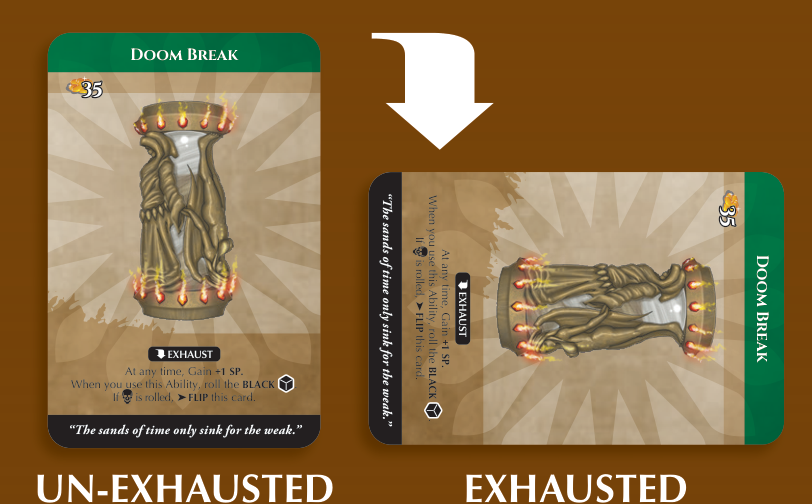 DOOM BREAK
35
EXHAUST
At any time, Gain +1 SP.
When you use this Ability, roll the BLACK
If is rolled, ➤ FLIP this card.
“The sands of time only sink for the weak.”
UN-EXHAUSTED
DOOM BREAK
35
EXHAUST
At any time, Gain +1 SP.
When you use this Ability, roll the BLACK
If is rolled, ➤ FLIP this card.
“The sands of time only sink for the weak.”
EXHAUSTED